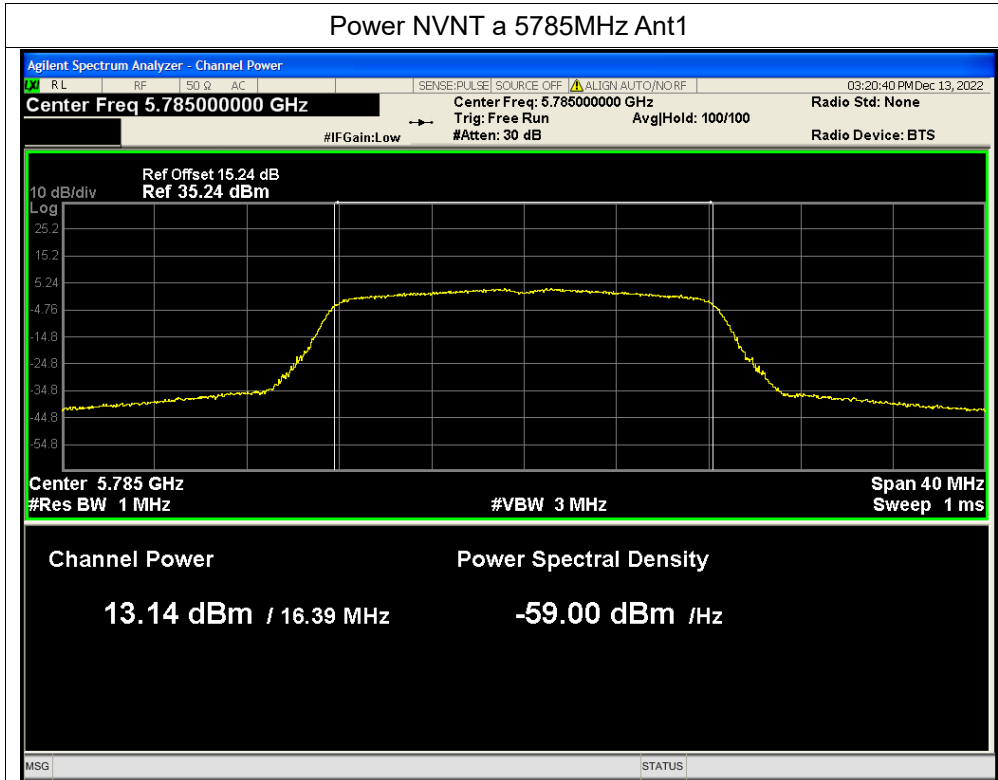 Power NVNT a 5785MHz Ant1
Agilent Spectrum Analyzer - Channel Power
LXI RL RF 50 Ω AC SENSE:PULSE SOURCE OFF ALIGN AUTO/NORF 03:20:40 PM Dec 13, 2022
Center Freq 5.785000000 GHz Center Freq: 5.785000000 GHz Radio Std: None
Trig: Free Run Avg|Hold: 100/100
#IFGain:Low #Atten: 30 dB Radio Device: BTS
Ref Offset 15.24 dB
10 dB/div Ref 35.24 dBm
Log
25.2
15.2
5.24
-4.76
-14.8
-24.8
-34.8
-44.8
-54.8
Center 5.785 GHz Span 40 MHz
#Res BW 1 MHz #VBW 3 MHz Sweep 1 ms
Channel Power Power Spectral Density
13.14 dBm / 16.39 MHz -59.00 dBm /Hz
MSG STATUS